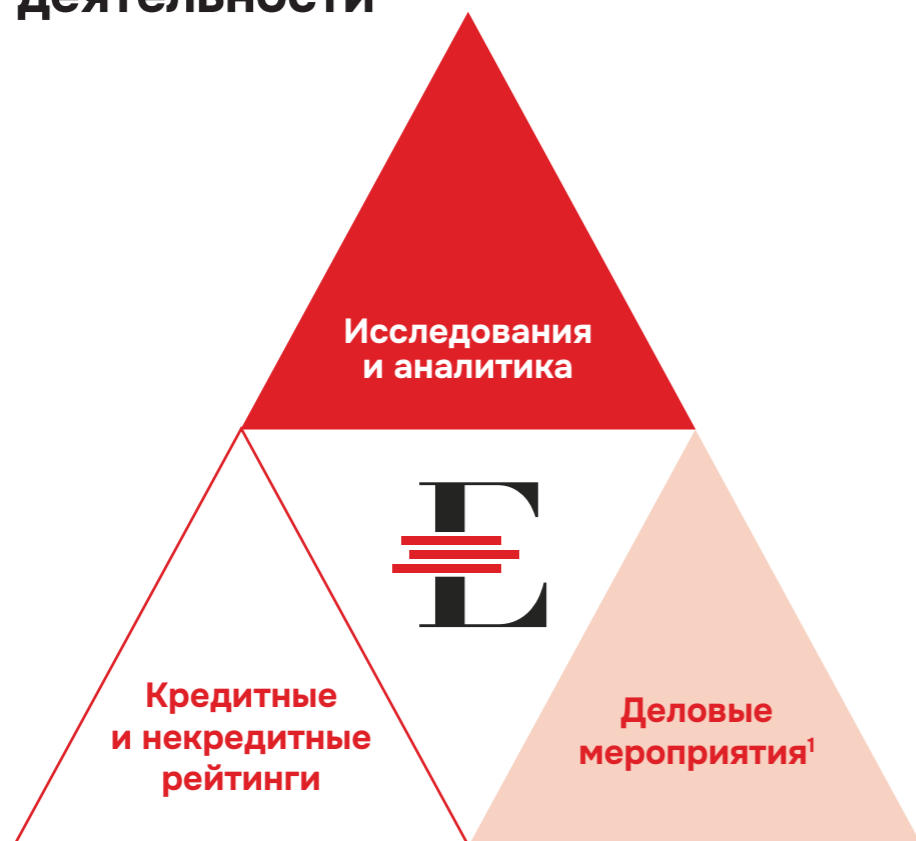 деятельности
Исследования
и аналитика
E
Кредитные
и некредитные
рейтинги
Деловые
мероприятия¹